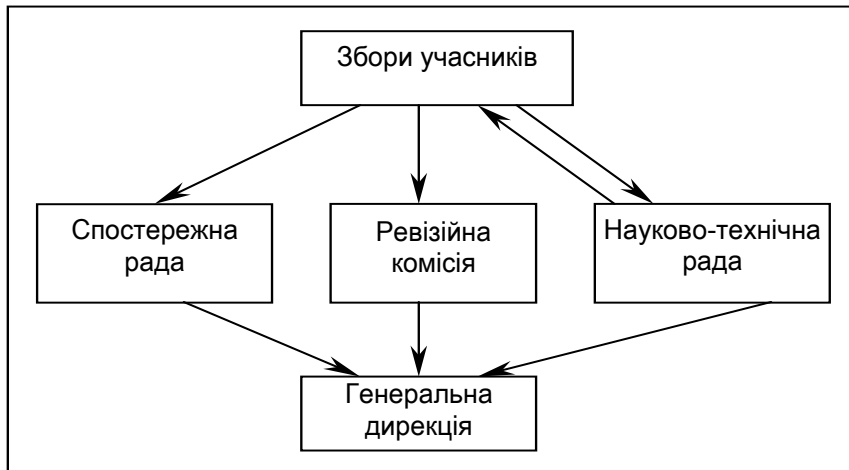 Збори учасників
Спостережна
рада
Ревізійна
комісія
Науково-технічна
рада
Генеральна
дирекція